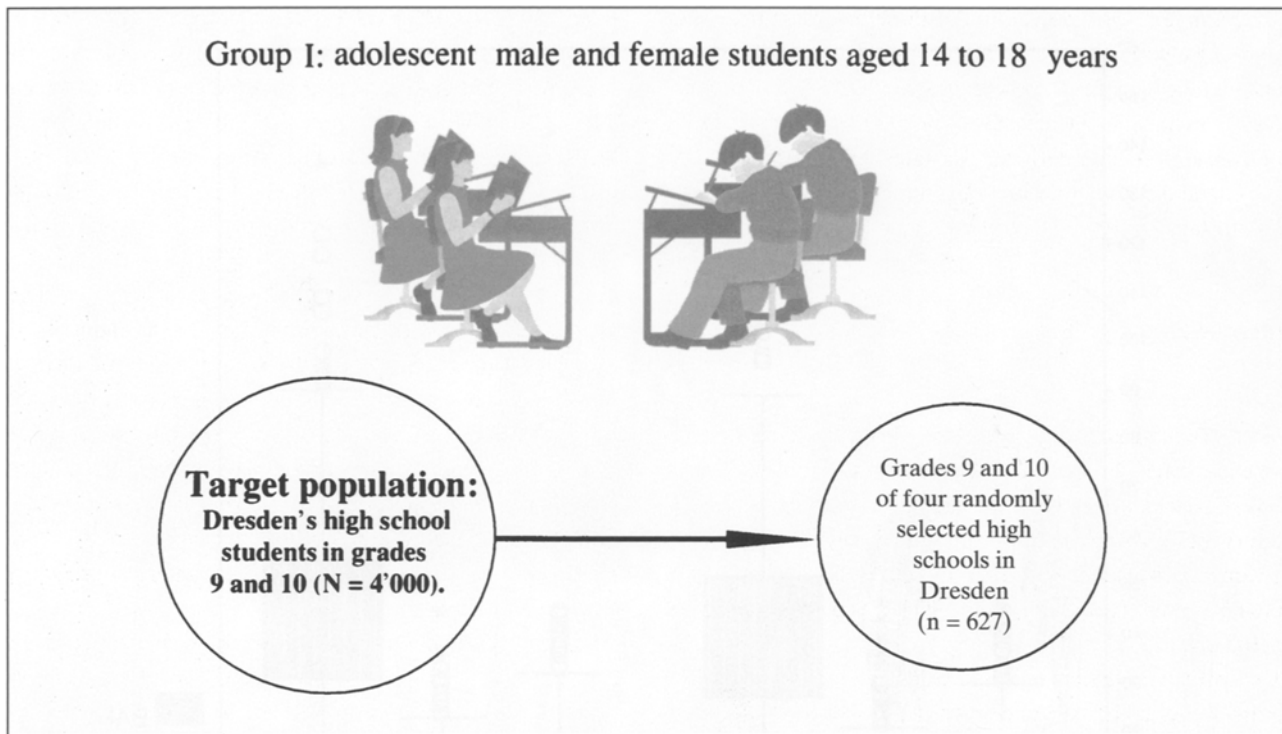 Group I: adolescent male and female students aged 14 to 18 years
Target population:
Dresden's high school
students in grades
9 and 10 (N = 4'000).
Grades 9 and 10
of four randomly
selected high
schools in
Dresden
(n = 627)